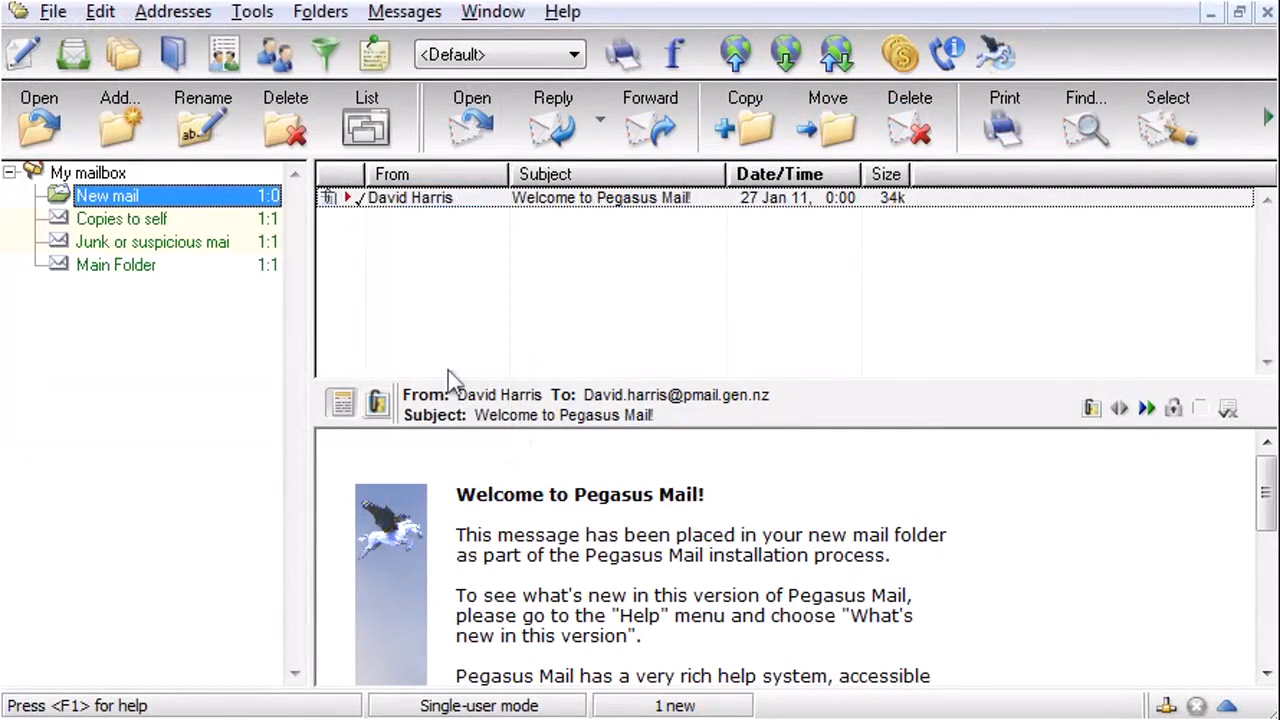 File Edit Addresses Tools Folders Messages Window Help
<Default>
Open Add... Rename Delete List Open Reply Forward Copy Move Delete Print Find... Select
My mailbox
New mail 1:0
Copies to self 1:1
Junk or suspicious mai 1:1
Main Folder 1:1
From Subject Date/Time Size
David Harris Welcome to Pegasus Mail! 27 Jan 11, 0:00 34k
From: David Harris To: David.harris@pmail.gen.nz
Subject: Welcome to Pegasus Mail!
Welcome to Pegasus Mail!
This message has been placed in your new mail folder
as part of the Pegasus Mail installation process.
To see what's new in this version of Pegasus Mail,
please go to the "Help" menu and choose "What's
new in this version".
Pegasus Mail has a very rich help system, accessible
Press <F1> for help Single-user mode 1 new